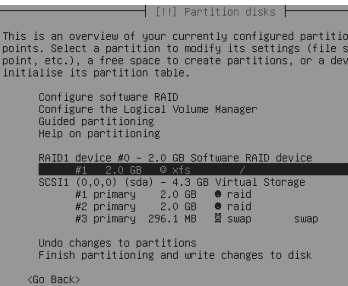 [!!] Partition disks
This is an overview of your currently configured partitio
points. Select a partition to modify its settings (file s
point, etc.), a free space to create partitions, or a dev
initialise its partition table.
Configure software RAID
Configure the Logical Volume Manager
Guided partitioning
Help on partitioning
RAID1 device #0 - 2.0 GB Software RAID device
#1 2.0 GB xfs /
SCSI1 (0,0,0) (sda) - 4.3 GB Virtual Storage
#1 primary 2.0 GB raid
#2 primary 2.0 GB raid
#3 primary 296.1 MB swap swap
Undo changes to partitions
Finish partitioning and write changes to disk
<Go Back>